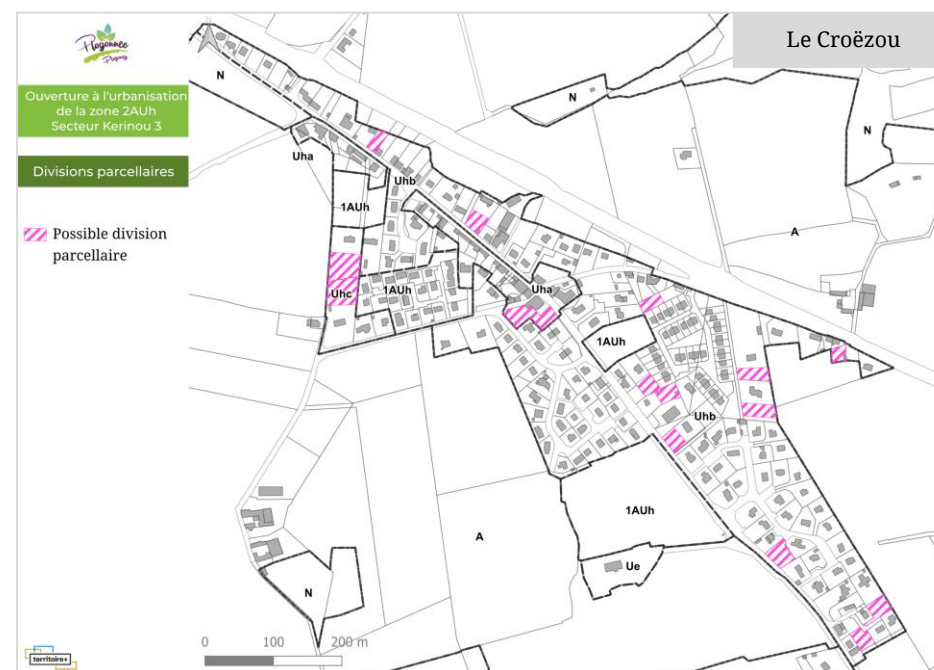 Plogonnec
Ouverture à l'urbanisation
de la zone 2AUh
Secteur Kerinou 3
Divisions parcellaires
Possible division
parcellaire
Le Croëzou
N
N
N
N
Uha
Uhb
1AUh
A
Uhc
1AUh
Uha
1AUh
Uhb
1AUh
A
Ue
N
0 100 200 m
territoire+